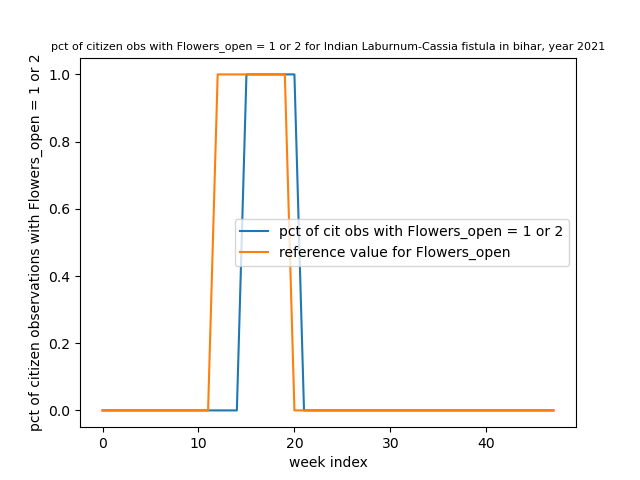 pct of citizen obs with Flowers_open = 1 or 2 for Indian Laburnum-Cassia fistula in bihar, year 2021
pct of citizen observations with Flowers_open = 1 or 2
1.0
0.8
0.6
0.4
0.2
0.0
pct of cit obs with Flowers_open = 1 or 2
reference value for Flowers_open
0 10 20 30 40
week index